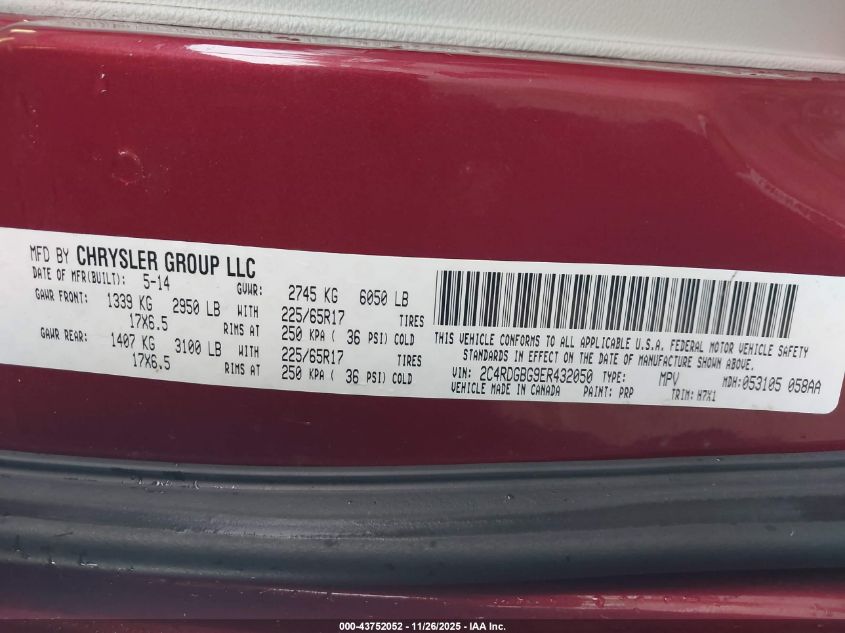 MFD BY CHRYSLER GROUP LLC
DATE OF MFR(BUILT): 5-14 GVWR: 2745 KG 6050 LB
GAWR FRONT: 1339 KG 2950 LB WITH 225/65R17 TIRES
17X6.5 RIMS AT 250 KPA ( 36 PSI) COLD
GAWR REAR: 1407 KG 3100 LB WITH 225/65R17 TIRES
17X6.5 RIMS AT 250 KPA ( 36 PSI) COLD
THIS VEHICLE CONFORMS TO ALL APPLICABLE U.S.A. FEDERAL MOTOR VEHICLE SAFETY
STANDARDS IN EFFECT ON THE DATE OF MANUFACTURE SHOWN ABOVE.
VIN: 2C4RDGBG9ER432050 TYPE: MPV MDH: 053105 058AA
VEHICLE MADE IN CANADA PAINT: PRP TRIM: H7X1
000-43752052 — 11/26/2025 — IAA Inc.